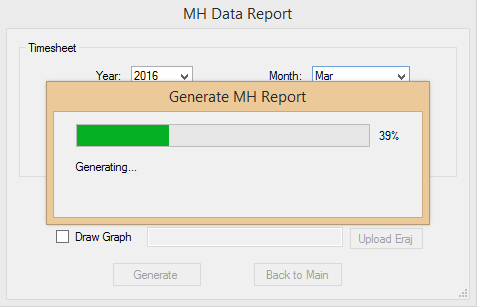 MH Data Report
Timesheet
Year: 2016 Month: Mar
Generate MH Report
39%
Generating...
Draw Graph Upload Eraj
Generate Back to Main